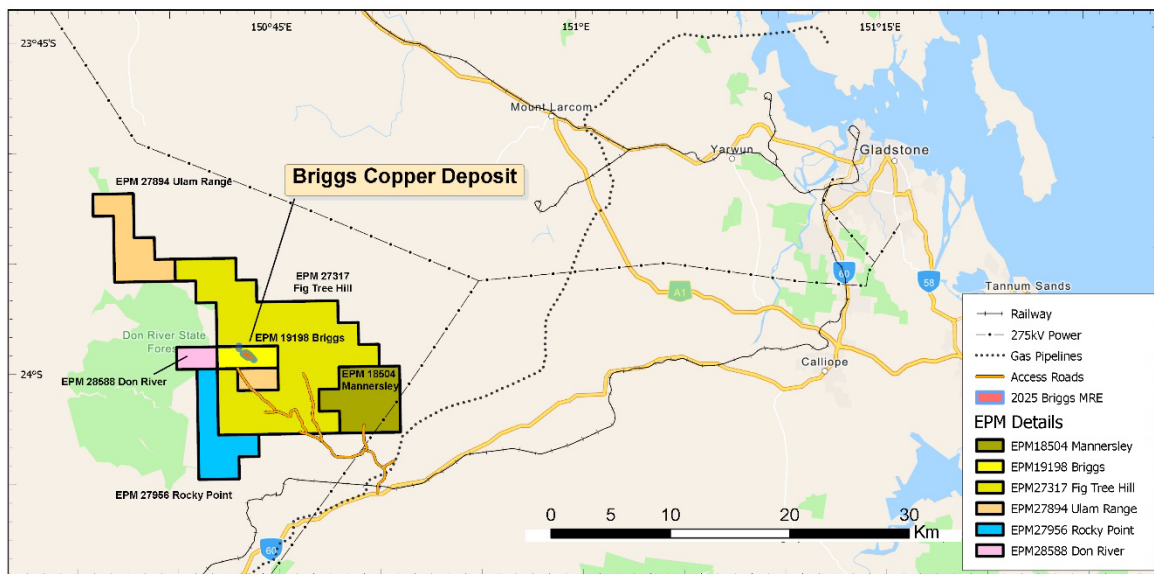 150°45'E
151°E
151°15'E
23°45'S
Mount Larcom
Yarwun
Gladstone
Briggs Copper Deposit
EPM 27894 Ulam Range
EPM 27317
Fig Tree Hill
A1
60
58
Tannum Sands
Don River State
Fores
EPM 19198 Briggs
24°S
EPM 28588 Don River
EPM 18504
Mannersley
Calliope
EPM 27956 Rocky Point
60
0 5 10 20 30
Km
Railway
275kV Power
Gas Pipelines
Access Roads
2025 Briggs MRE
EPM Details
EPM18504 Mannersley
EPM19198 Briggs
EPM27317 Fig Tree Hill
EPM27894 Ulam Range
EPM27956 Rocky Point
EPM28588 Don River